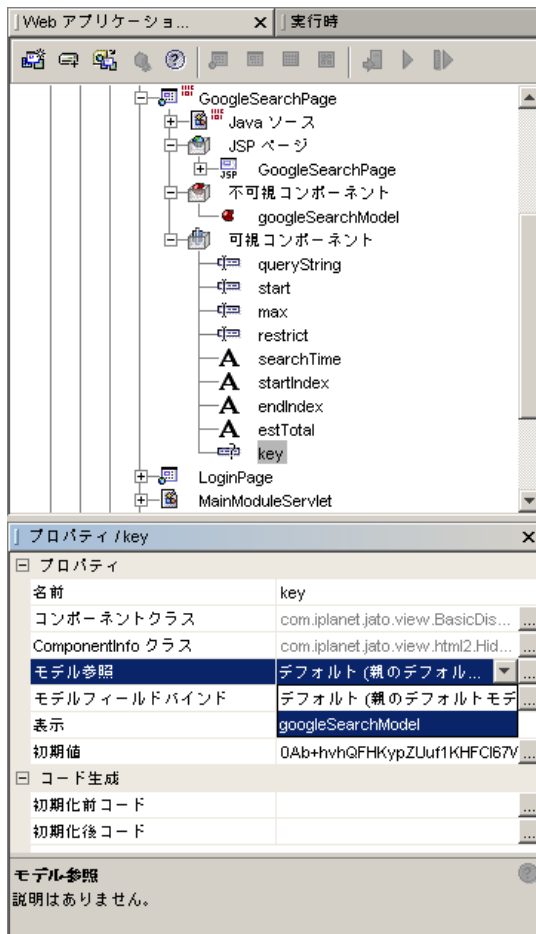 Web アプリケーショ... × 実行時
GoogleSearchPage
Java ソース
JSP ページ
GoogleSearchPage
不可視コンポーネント
googleSearchModel
可視コンポーネント
queryString
start
max
restrict
searchTime
startIndex
endIndex
estTotal
key
LoginPage
MainModuleServlet
プロパティ / key
プロパティ
名前 key
コンポーネントクラス com.iplanet.jato.view.BasicDis... ...
ComponentInfo クラス com.iplanet.jato.view.html2.Hid... ...
モデル参照 デフォルト (親のデフォル... ...
モデルフィールドバインド デフォルト (親のデフォルトモデ ...
表示 googleSearchModel
初期値 0Ab+hvhQFHKypZUuf1KHFCl67V ...
コード生成
初期化前コード ...
初期化後コード ...
モデル参照
説明はありません。